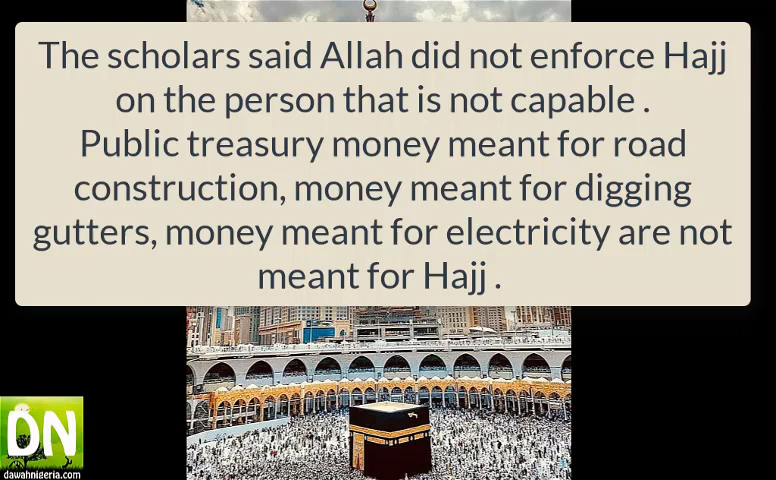 The scholars said Allah did not enforce Hajj
on the person that is not capable .
Public treasury money meant for road
construction, money meant for digging
gutters, money meant for electricity are not
meant for Hajj .
DN
dawahnigeria.com